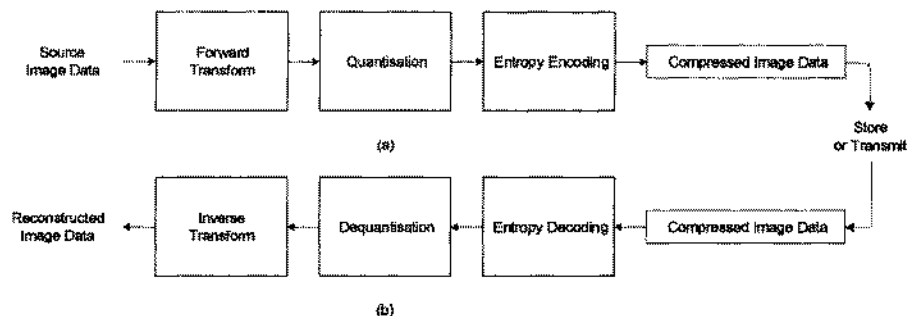 Source
Image Data
Forward
Transform
Quantisation
Entropy Encoding
Compressed Image Data
(a)
Store
or Transmit
Reconstructed
Image Data
Inverse
Transform
Dequantisation
Entropy Decoding
Compressed Image Data
(b)